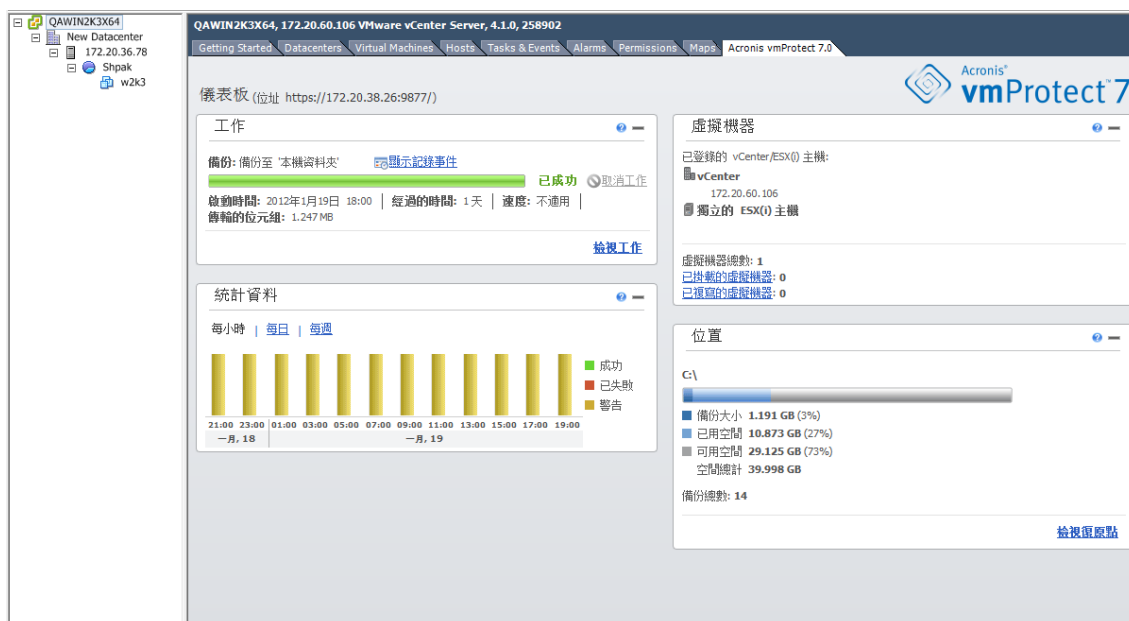 QAWIN2K3X64
New Datacenter
172.20.36.78
Shpak
w2k3
QAWIN2K3X64, 172.20.60.106 VMware vCenter Server, 4.1.0, 258902
Getting Started Datacenters Virtual Machines Hosts Tasks & Events Alarms Permissions Maps Acronis vmProtect 7.0
Acronis®
vmProtect™7
儀表板 (位址 https://172.20.38.26:9877/)
工作
備份: 備份至 '本機資料夾' 顯示記錄事件
已成功 取消工作
啟動時間: 2012年1月19日 18:00 | 經過的時間: 1天 | 速度: 不適用 |
傳輸的位元組: 1.247 MB
檢視工作
統計資料
每小時 | 每日 | 每週
成功
已失敗
警告
21:00 23:00 01:00 03:00 05:00 07:00 09:00 11:00 13:00 15:00 17:00 19:00
一月, 18 一月, 19
虛擬機器
已登錄的 vCenter/ESX(i) 主機:
vCenter
172.20.60.106
獨立的 ESX(i) 主機
虛擬機器總數: 1
已掛載的虛擬機器: 0
已複寫的虛擬機器: 0
位置
C:\
備份大小 1.191 GB (3%)
已用空間 10.873 GB (27%)
可用空間 29.125 GB (73%)
空間總計 39.998 GB
備份總數: 14
檢視復原點